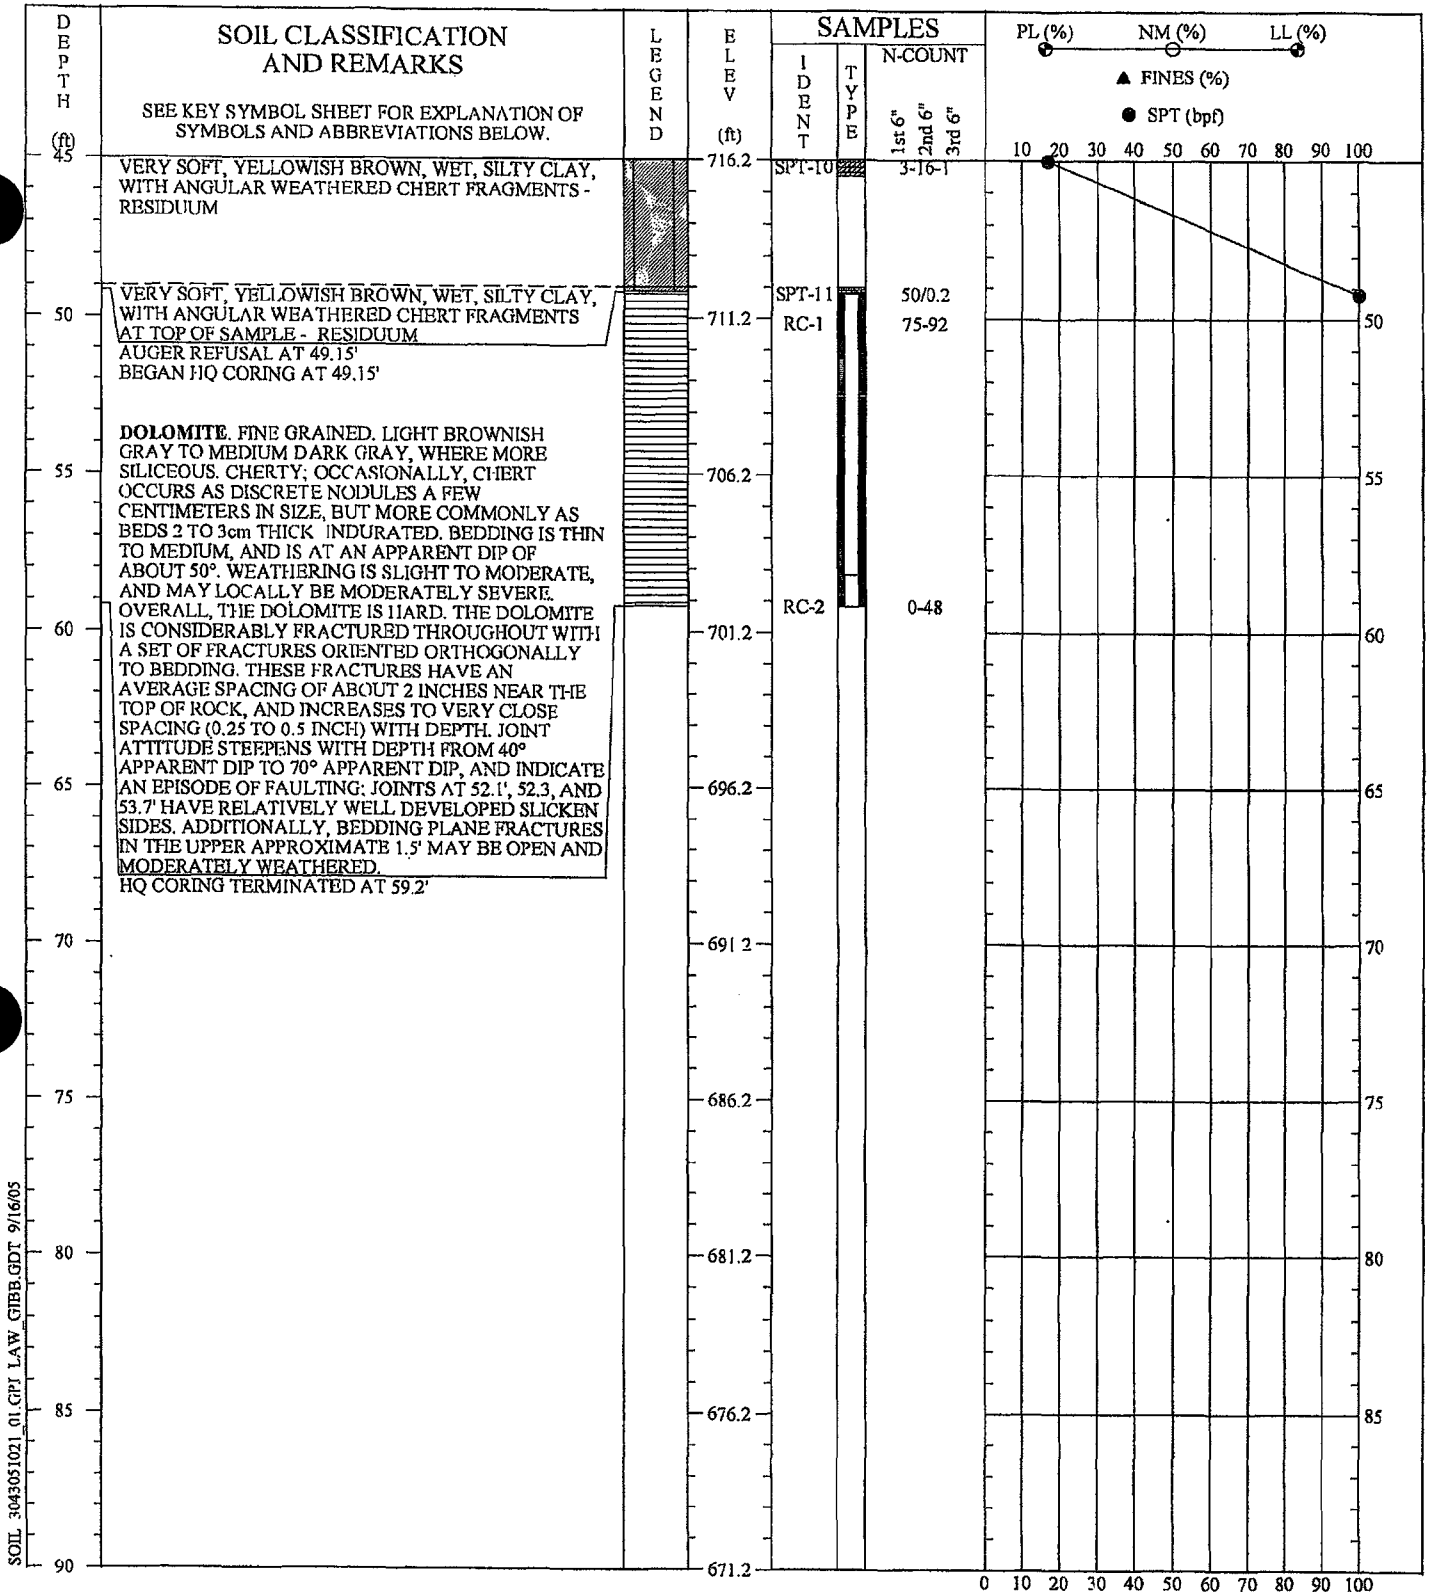 DEPTH (ft)
SOIL CLASSIFICATION
AND REMARKS
SEE KEY SYMBOL SHEET FOR EXPLANATION OF
SYMBOLS AND ABBREVIATIONS BELOW.
LEGEND
ELEV (ft)
SAMPLES
IDENT
TYPE
N-COUNT
1st 6"
2nd 6"
3rd 6"
PL (%) NM (%) LL (%)
▲ FINES (%)
● SPT (bpf)
10 20 30 40 50 60 70 80 90 100
45
VERY SOFT, YELLOWISH BROWN, WET, SILTY CLAY,
WITH ANGULAR WEATHERED CHERT FRAGMENTS -
RESIDUUM
716.2
SPT-10 3-16-1
VERY SOFT, YELLOWISH BROWN, WET, SILTY CLAY,
WITH ANGULAR WEATHERED CHERT FRAGMENTS
AT TOP OF SAMPLE - RESIDUUM
AUGER REFUSAL AT 49.15'
BEGAN HQ CORING AT 49.15'
SPT-11 50/0.2
50 711.2 RC-1 75-92 50
DOLOMITE. FINE GRAINED. LIGHT BROWNISH
GRAY TO MEDIUM DARK GRAY, WHERE MORE
SILICEOUS. CHERTY; OCCASIONALLY, CHERT
OCCURS AS DISCRETE NODULES A FEW
CENTIMETERS IN SIZE, BUT MORE COMMONLY AS
BEDS 2 TO 3cm THICK INDURATED. BEDDING IS THIN
TO MEDIUM, AND IS AT AN APPARENT DIP OF
ABOUT 50°. WEATHERING IS SLIGHT TO MODERATE,
AND MAY LOCALLY BE MODERATELY SEVERE.
OVERALL, THE DOLOMITE IS HARD. THE DOLOMITE
IS CONSIDERABLY FRACTURED THROUGHOUT WITH
A SET OF FRACTURES ORIENTED ORTHOGONALLY
TO BEDDING. THESE FRACTURES HAVE AN
AVERAGE SPACING OF ABOUT 2 INCHES NEAR THE
TOP OF ROCK, AND INCREASES TO VERY CLOSE
SPACING (0.25 TO 0.5 INCH) WITH DEPTH. JOINT
ATTITUDE STEEPENS WITH DEPTH FROM 40°
APPARENT DIP TO 70° APPARENT DIP, AND INDICATE
AN EPISODE OF FAULTING: JOINTS AT 52.1', 52.3, AND
53.7' HAVE RELATIVELY WELL DEVELOPED SLICKEN
SIDES. ADDITIONALLY, BEDDING PLANE FRACTURES
IN THE UPPER APPROXIMATE 1.5' MAY BE OPEN AND
MODERATELY WEATHERED.
HQ CORING TERMINATED AT 59.2'
55 706.2 55
RC-2 0-48
60 701.2 60
65 696.2 65
70 691.2 70
75 686.2 75
80 681.2 80
85 676.2 85
90 671.2
0 10 20 30 40 50 60 70 80 90 100
SOIL 3043051021_01.GPJ LAW_GIBB.GDT 9/16/05